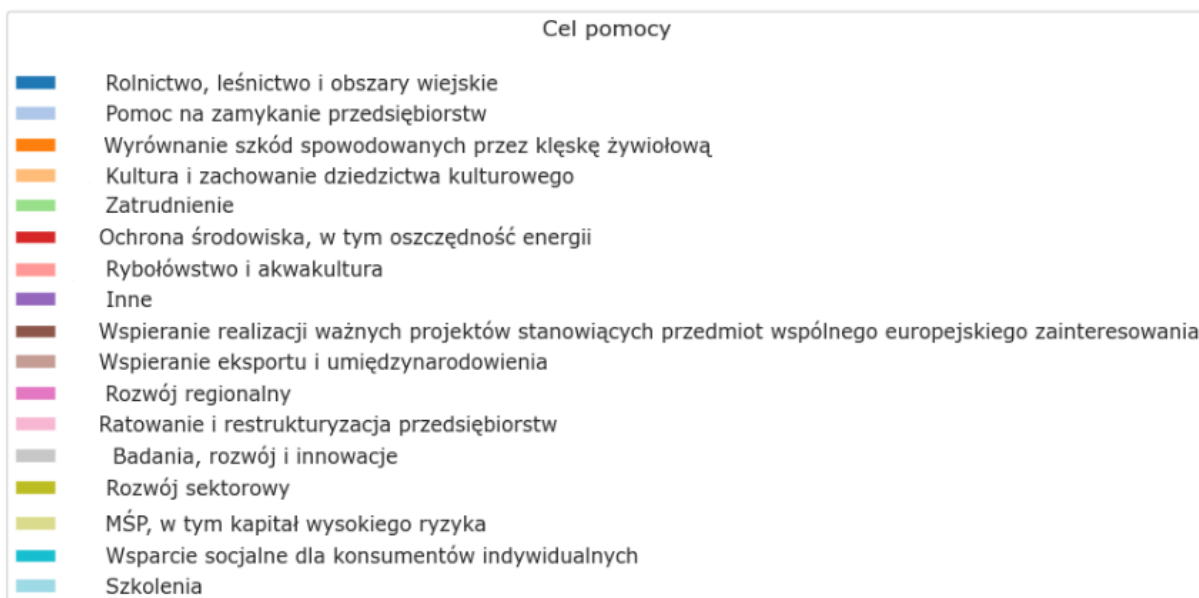 Cel pomocy
Rolnictwo, leśnictwo i obszary wiejskie
Pomoc na zamykanie przedsiębiorstw
Wyrównanie szkód spowodowanych przez klęskę żywiołową
Kultura i zachowanie dziedzictwa kulturowego
Zatrudnienie
Ochrona środowiska, w tym oszczędność energii
Rybołówstwo i akwakultura
Inne
Wspieranie realizacji ważnych projektów stanowiących przedmiot wspólnego europejskiego zainteresowania
Wspieranie eksportu i umiędzynarodowienia
Rozwój regionalny
Ratowanie i restrukturyzacja przedsiębiorstw
Badania, rozwój i innowacje
Rozwój sektorowy
MŚP, w tym kapitał wysokiego ryzyka
Wsparcie socjalne dla konsumentów indywidualnych
Szkolenia